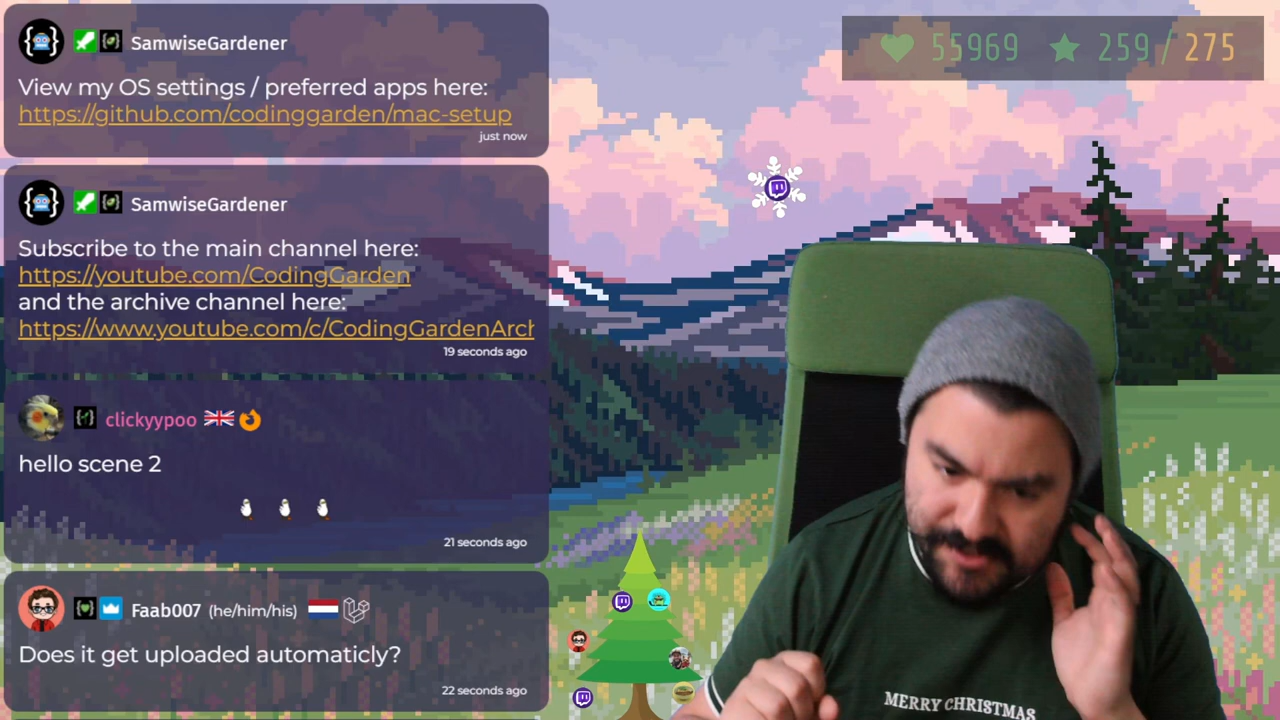 SamwiseGardener
View my OS settings / preferred apps here:
https://github.com/codinggarden/mac-setup
just now
SamwiseGardener
Subscribe to the main channel here:
https://youtube.com/CodingGarden
and the archive channel here:
https://www.youtube.com/c/CodingGardenArch
19 seconds ago
clickyypoo
hello scene 2
21 seconds ago
Faab007 (he/him/his)
Does it get uploaded automaticly?
22 seconds ago
55969 259 / 275
MERRY CHRISTMAS